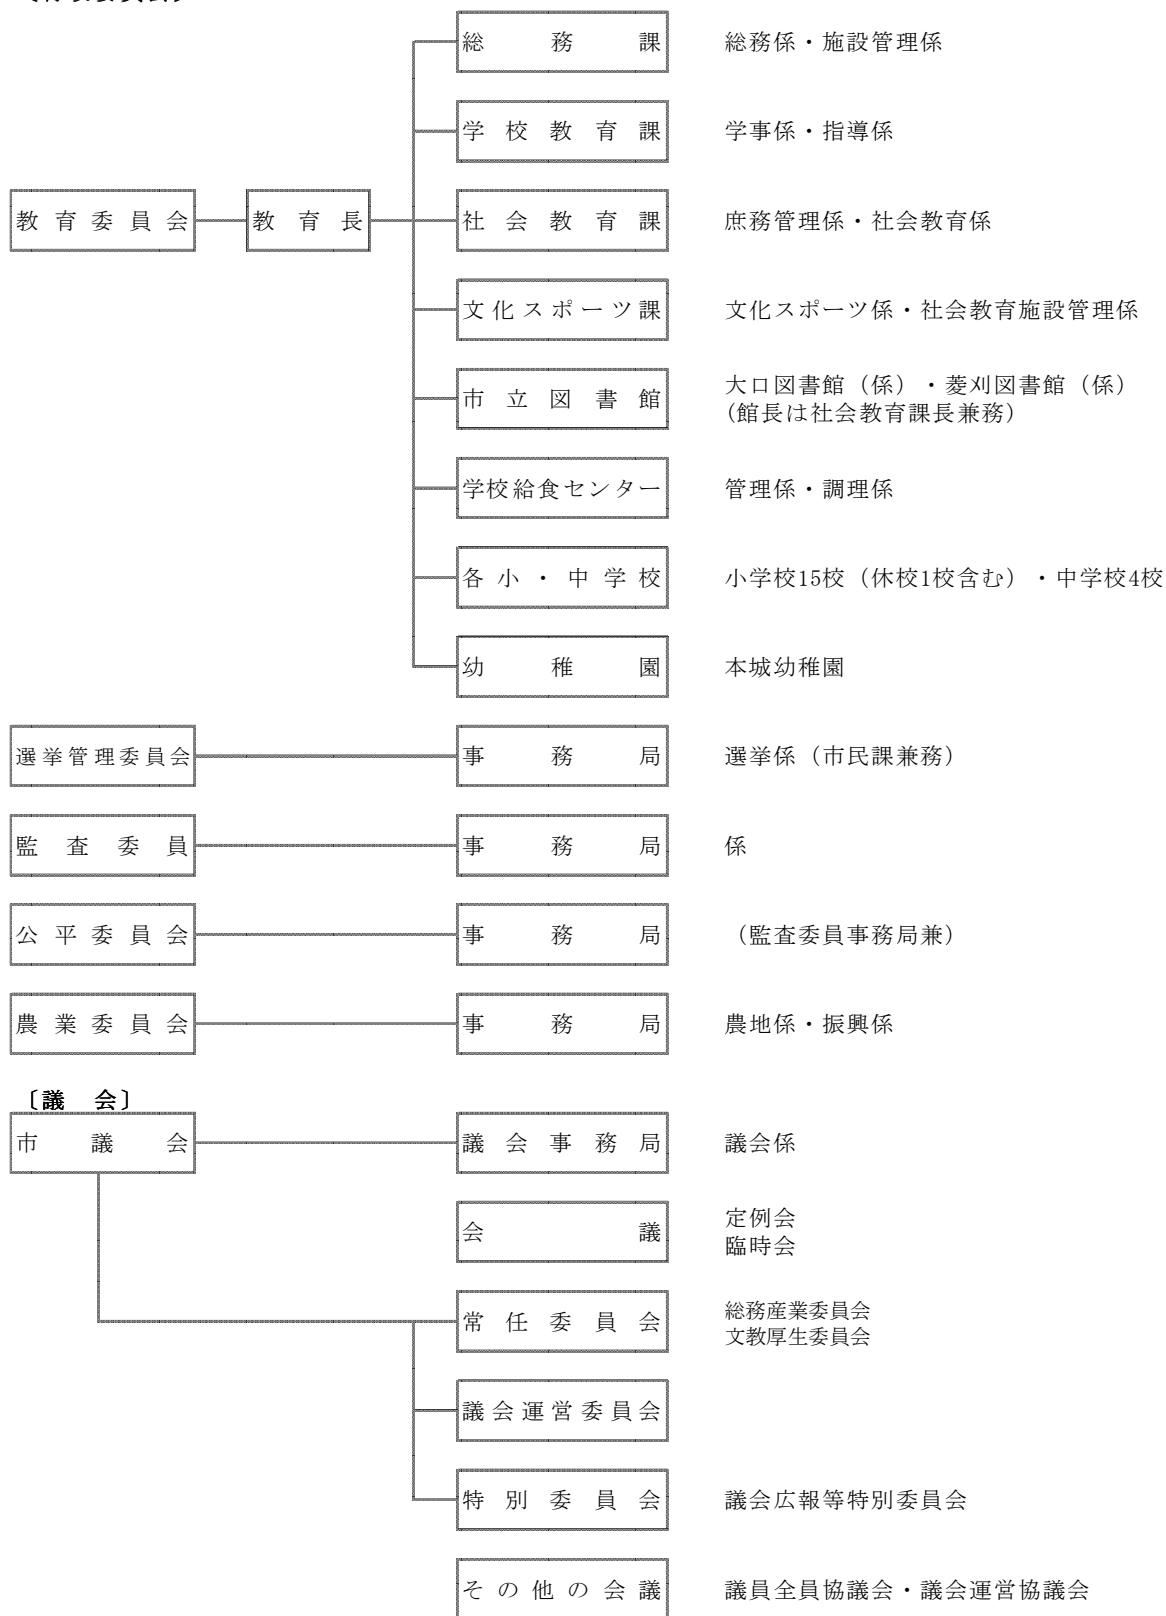 総務課 総務係・施設管理係
学校教育課 学事係・指導係
教育委員会 教育長 社会教育課 庶務管理係・社会教育係
文化スポーツ課 文化スポーツ係・社会教育施設管理係
市立図書館 大口図書館（係）・菱刈図書館（係）
(館長は社会教育課長兼務)
学校給食センター 管理係・調理係
各小・中学校 小学校15校（休校1校含む）・中学校4校
幼稚園 本城幼稚園
選挙管理委員会 事務局 選挙係（市民課兼務）
監査委員 事務局 係
公平委員会 事務局 （監査委員事務局兼）
農業委員会 事務局 農地係・振興係
〔議　会〕
市議会 議会事務局 議会係
会議 定例会
臨時会
常任委員会 総務産業委員会
文教厚生委員会
議会運営委員会
特別委員会 議会広報等特別委員会
その他の会議 議員全員協議会・議会運営協議会